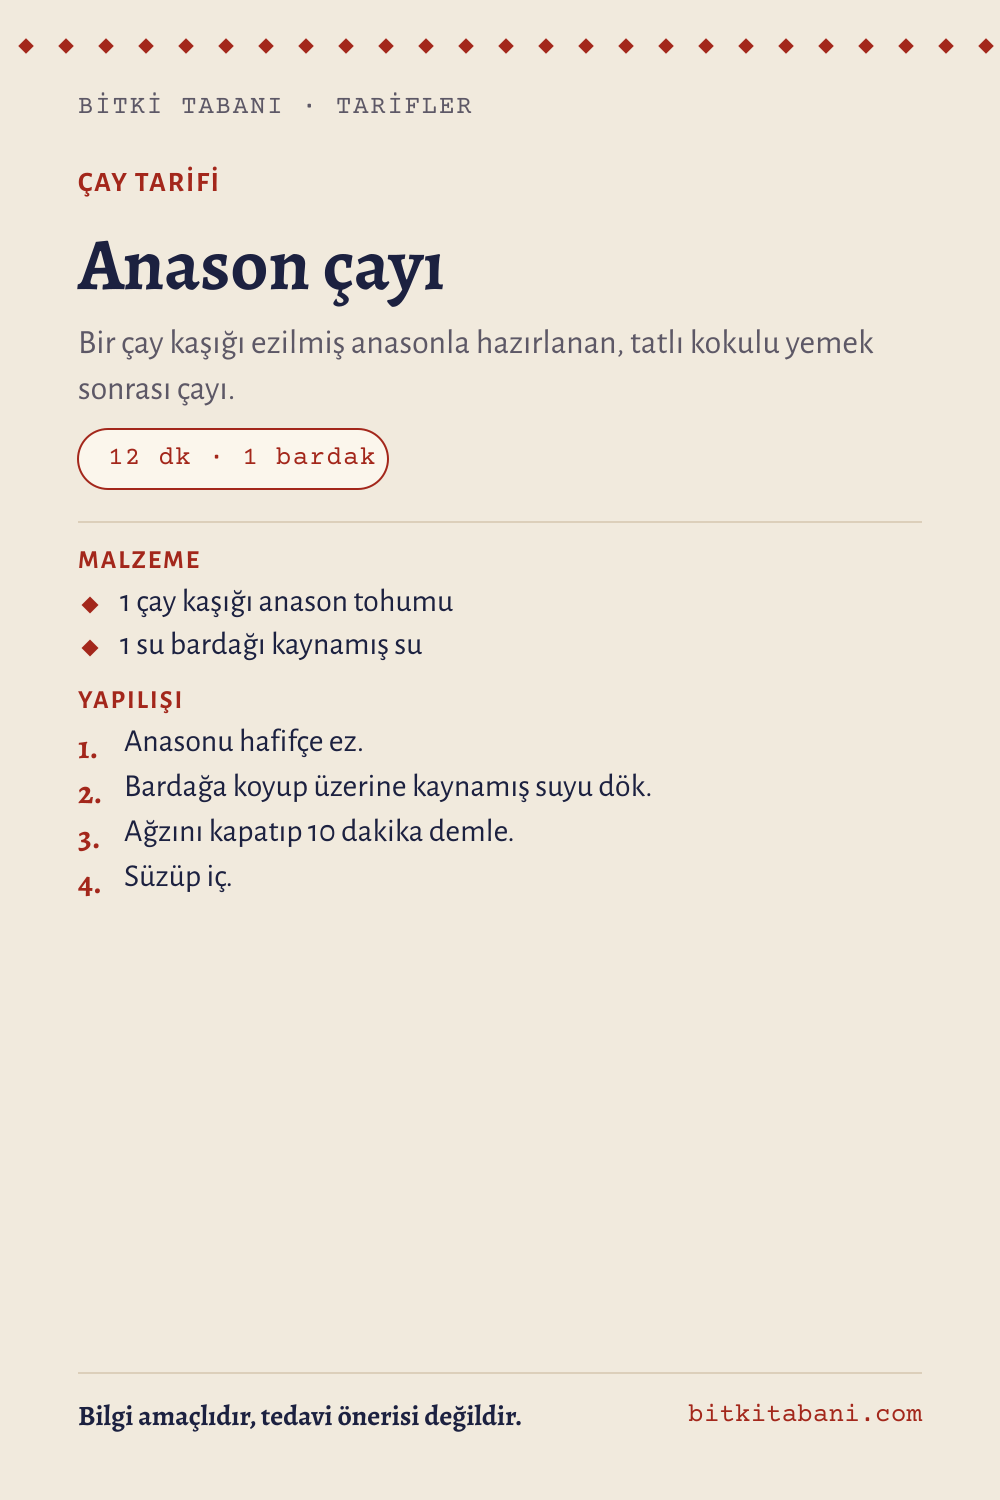 BİTKİ TABANI · TARİFLER
ÇAY TARİFİ
Anason çayı
Bir çay kaşığı ezilmiş anasonla hazırlanan, tatlı kokulu yemek
sonrası çayı.
12 dk · 1 bardak
MALZEME
◆ 1 çay kaşığı anason tohumu
◆ 1 su bardağı kaynamış su
YAPILIŞI
1. Anasonu hafifçe ez.
2. Bardağa koyup üzerine kaynamış suyu dök.
3. Ağzını kapatıp 10 dakika demle.
4. Süzüp iç.
Bilgi amaçlıdır, tedavi önerisi değildir.
bitkitabani.com